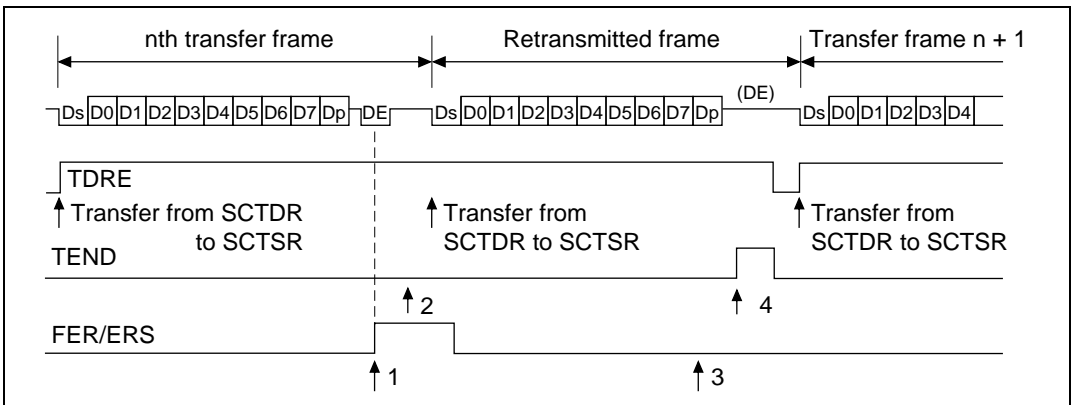 nth transfer frame
Retransmitted frame
Transfer frame n + 1
Ds D0 D1 D2 D3 D4 D5 D6 D7 Dp DE
Ds D0 D1 D2 D3 D4 D5 D6 D7 Dp
(DE)
Ds D0 D1 D2 D3 D4
TDRE
Transfer from SCTDR
to SCTSR
Transfer from
SCTDR to SCTSR
Transfer from
SCTDR to SCTSR
TEND
2
4
FER/ERS
1
3